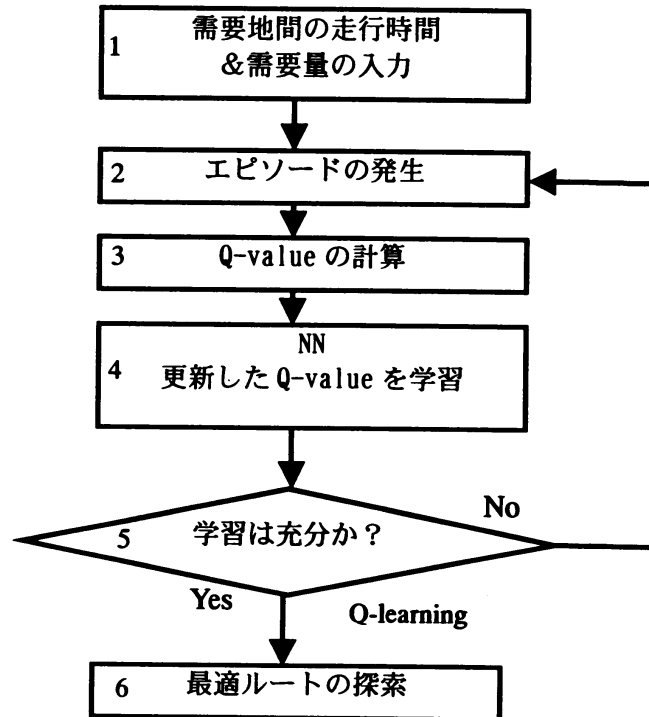 1
需要地間の走行時間
&需要量の入力
2 エピソードの発生
3 Q-value の計算
NN
4 更新した Q-value を学習
5 学習は充分か?
No
Yes
Q-learning
6 最適ルートの探索